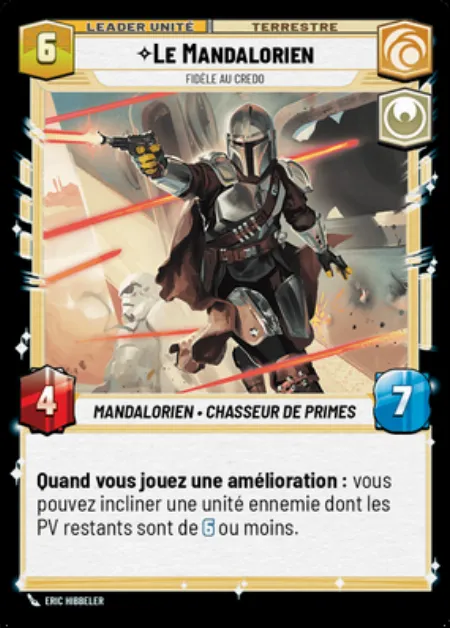 LEADER UNITÉ
TERRESTRE
6
LE MANDALORIEN
FIDÈLE AU CREDO
4
MANDALORIEN • CHASSEUR DE PRIMES
7
Quand vous jouez une amélioration : vous
pouvez incliner une unité ennemie dont les
PV restants sont de 6 ou moins.
ERIC HIBBELER